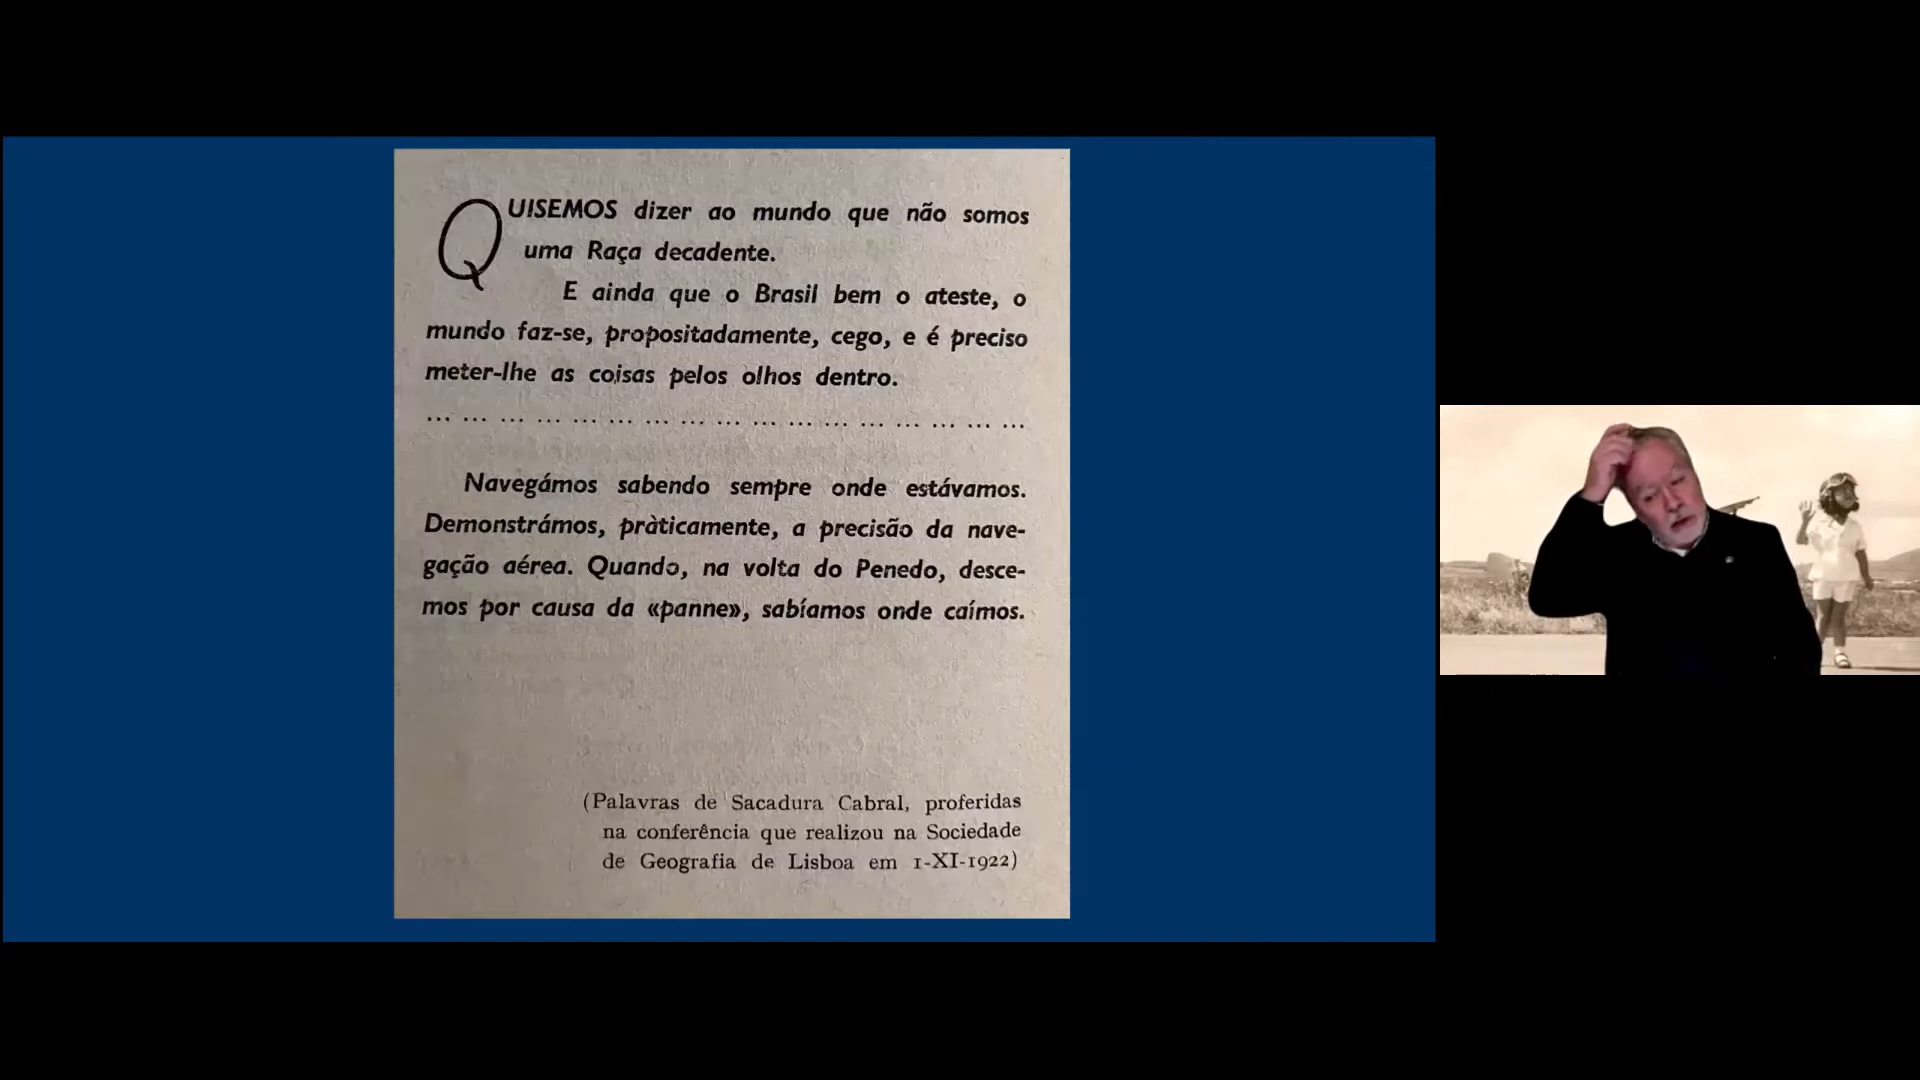 QUISEMOS dizer ao mundo que não somos
uma Raça decadente.
E ainda que o Brasil bem o ateste, o
mundo faz-se, propositadamente, cego, e é preciso
meter-lhe as coisas pelos olhos dentro.
... ... ... ... ... ... ... ... ... ... ... ... ... ... ... ... ...
Navegámos sabendo sempre onde estávamos.
Demonstrámos, pràticamente, a precisão da nave-
gação aérea. Quando, na volta do Penedo, desce-
mos por causa da «panne», sabíamos onde caímos.
(Palavras de Sacadura Cabral, proferidas
na conferência que realizou na Sociedade
de Geografia de Lisboa em 1-XI-1922)